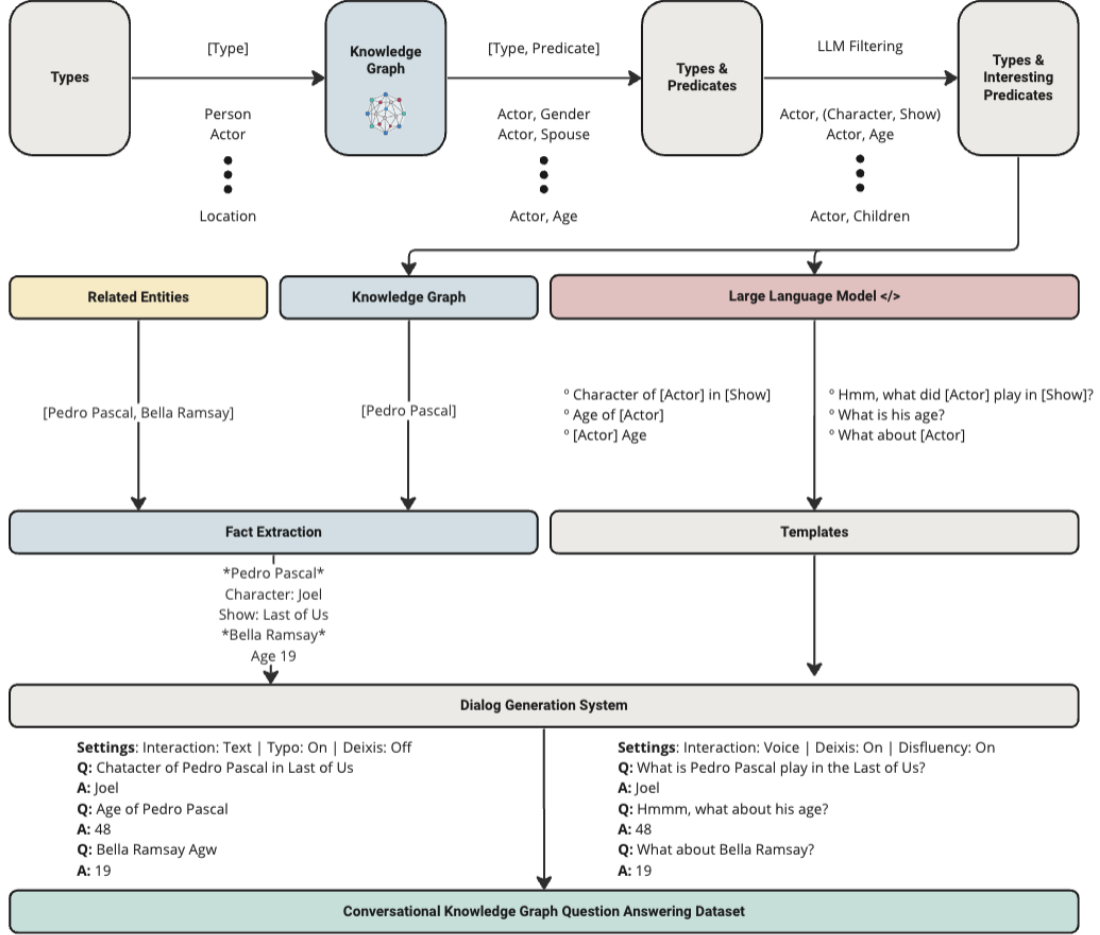 Types
[Type]
Person
Actor
Location
Knowledge
Graph
[Type, Predicate]
Actor, Gender
Actor, Spouse
Actor, Age
Types &
Predicates
LLM Filtering
Actor, (Character, Show)
Actor, Age
Actor, Children
Types &
Interesting
Predicates
Related Entities
Knowledge Graph
Large Language Model </>
[Pedro Pascal, Bella Ramsay]
[Pedro Pascal]
º Character of [Actor] in [Show]
º Age of [Actor]
º [Actor] Age
º Hmm, what did [Actor] play in [Show]?
º What is his age?
º What about [Actor]
Fact Extraction
Templates
*Pedro Pascal*
Character: Joel
Show: Last of Us
*Bella Ramsay*
Age 19
Dialog Generation System
Settings: Interaction: Text | Typo: On | Deixis: Off
Q: Chatacter of Pedro Pascal in Last of Us
A: Joel
Q: Age of Pedro Pascal
A: 48
Q: Bella Ramsay Agw
A: 19
Settings: Interaction: Voice | Deixis: On | Disfluency: On
Q: What is Pedro Pascal play in the Last of Us?
A: Joel
Q: Hmmm, what about his age?
A: 48
Q: What about Bella Ramsay?
A: 19
Conversational Knowledge Graph Question Answering Dataset